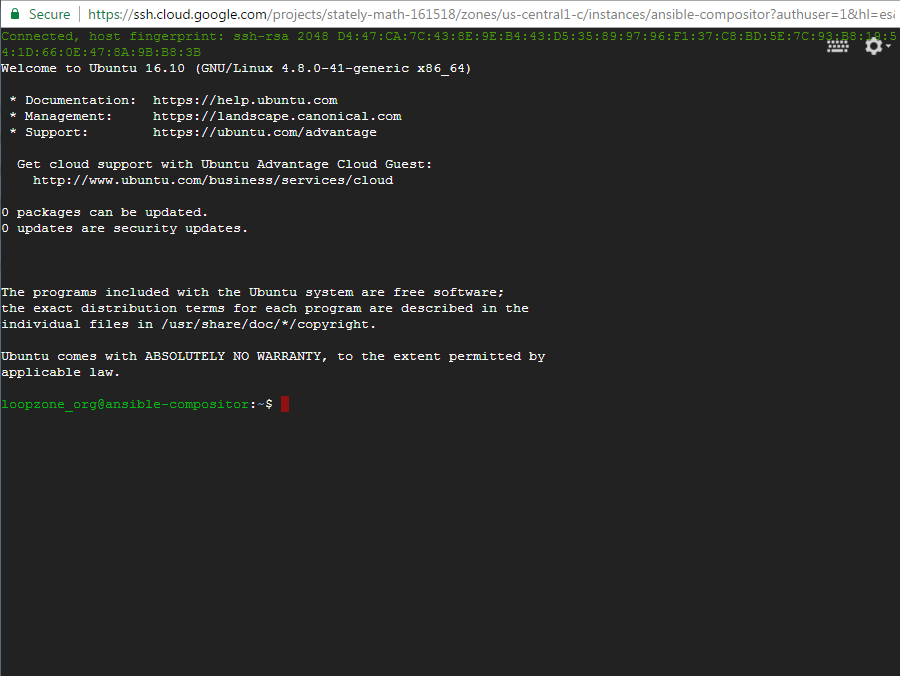 Secure https://ssh.cloud.google.com/projects/stately-math-161518/zones/us-central1-c/instances/ansible-compositor?authuser=1&hl=es&
Connected, host fingerprint: ssh-rsa 2048 D4:47:CA:7C:43:8E:9E:B4:43:D5:35:89:97:96:F1:37:C8:BD:5E:7C:93:B8:19:5
4:1D:66:0E:47:8A:9B:B8:3B
Welcome to Ubuntu 16.10 (GNU/Linux 4.8.0-41-generic x86_64)
* Documentation: https://help.ubuntu.com
* Management: https://landscape.canonical.com
* Support: https://ubuntu.com/advantage
Get cloud support with Ubuntu Advantage Cloud Guest:
http://www.ubuntu.com/business/services/cloud
0 packages can be updated.
0 updates are security updates.
The programs included with the Ubuntu system are free software;
the exact distribution terms for each program are described in the
individual files in /usr/share/doc/*/copyright.
Ubuntu comes with ABSOLUTELY NO WARRANTY, to the extent permitted by
applicable law.
loopzone_org@ansible-compositor:~$